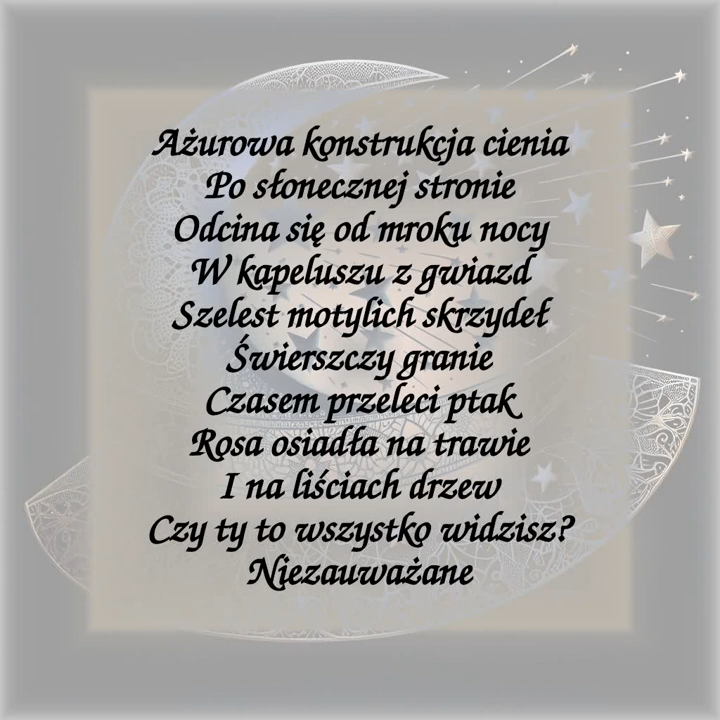 Ażurowa konstrukcja cienia
Po słonecznej stronie
Odcina się od mroku nocy
W kapeluszu z gwiazd
Szelest motylich skrzydeł
Świerszczy granie
Czasem przeleci ptak
Rosa osiadła na trawie
I na liściach drzew
Czy ty to wszystko widzisz?
Niezauważane